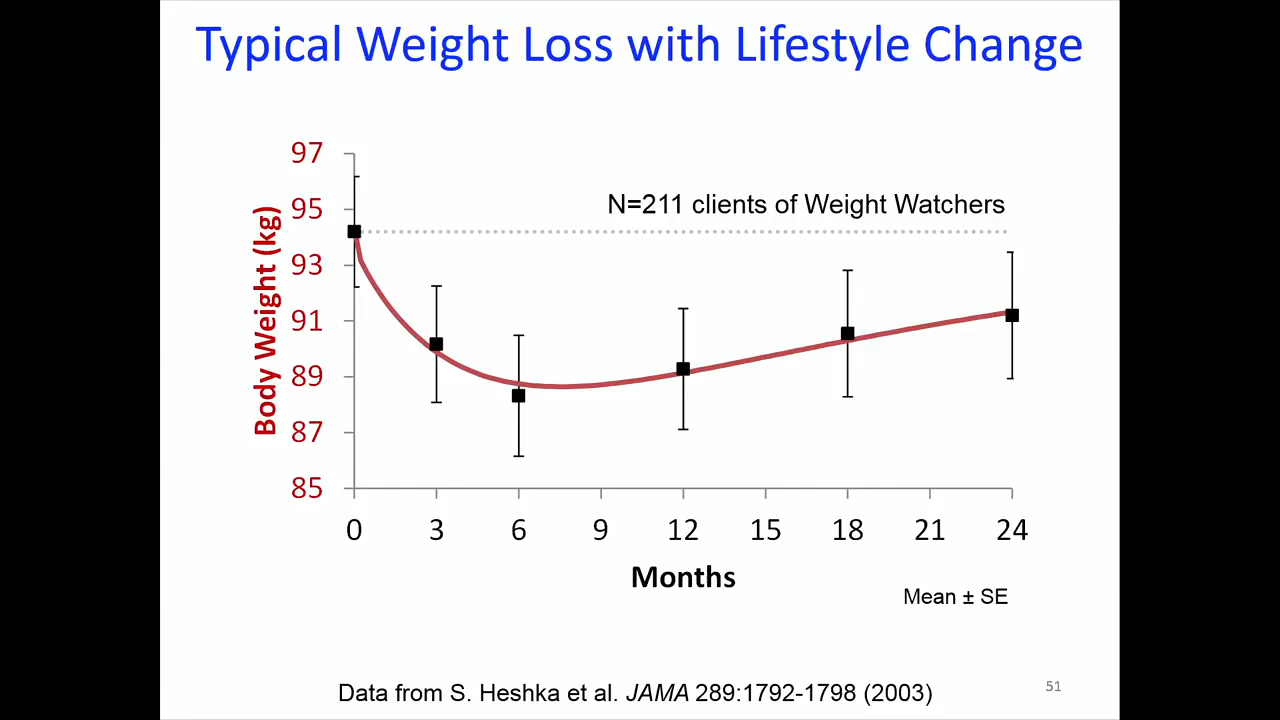 Typical Weight Loss with Lifestyle Change
97
95
93
91
89
87
85
Body Weight (kg)
N=211 clients of Weight Watchers
0 3 6 9 12 15 18 21 24
Months
Mean ± SE
Data from S. Heshka et al. JAMA 289:1792-1798 (2003)
51